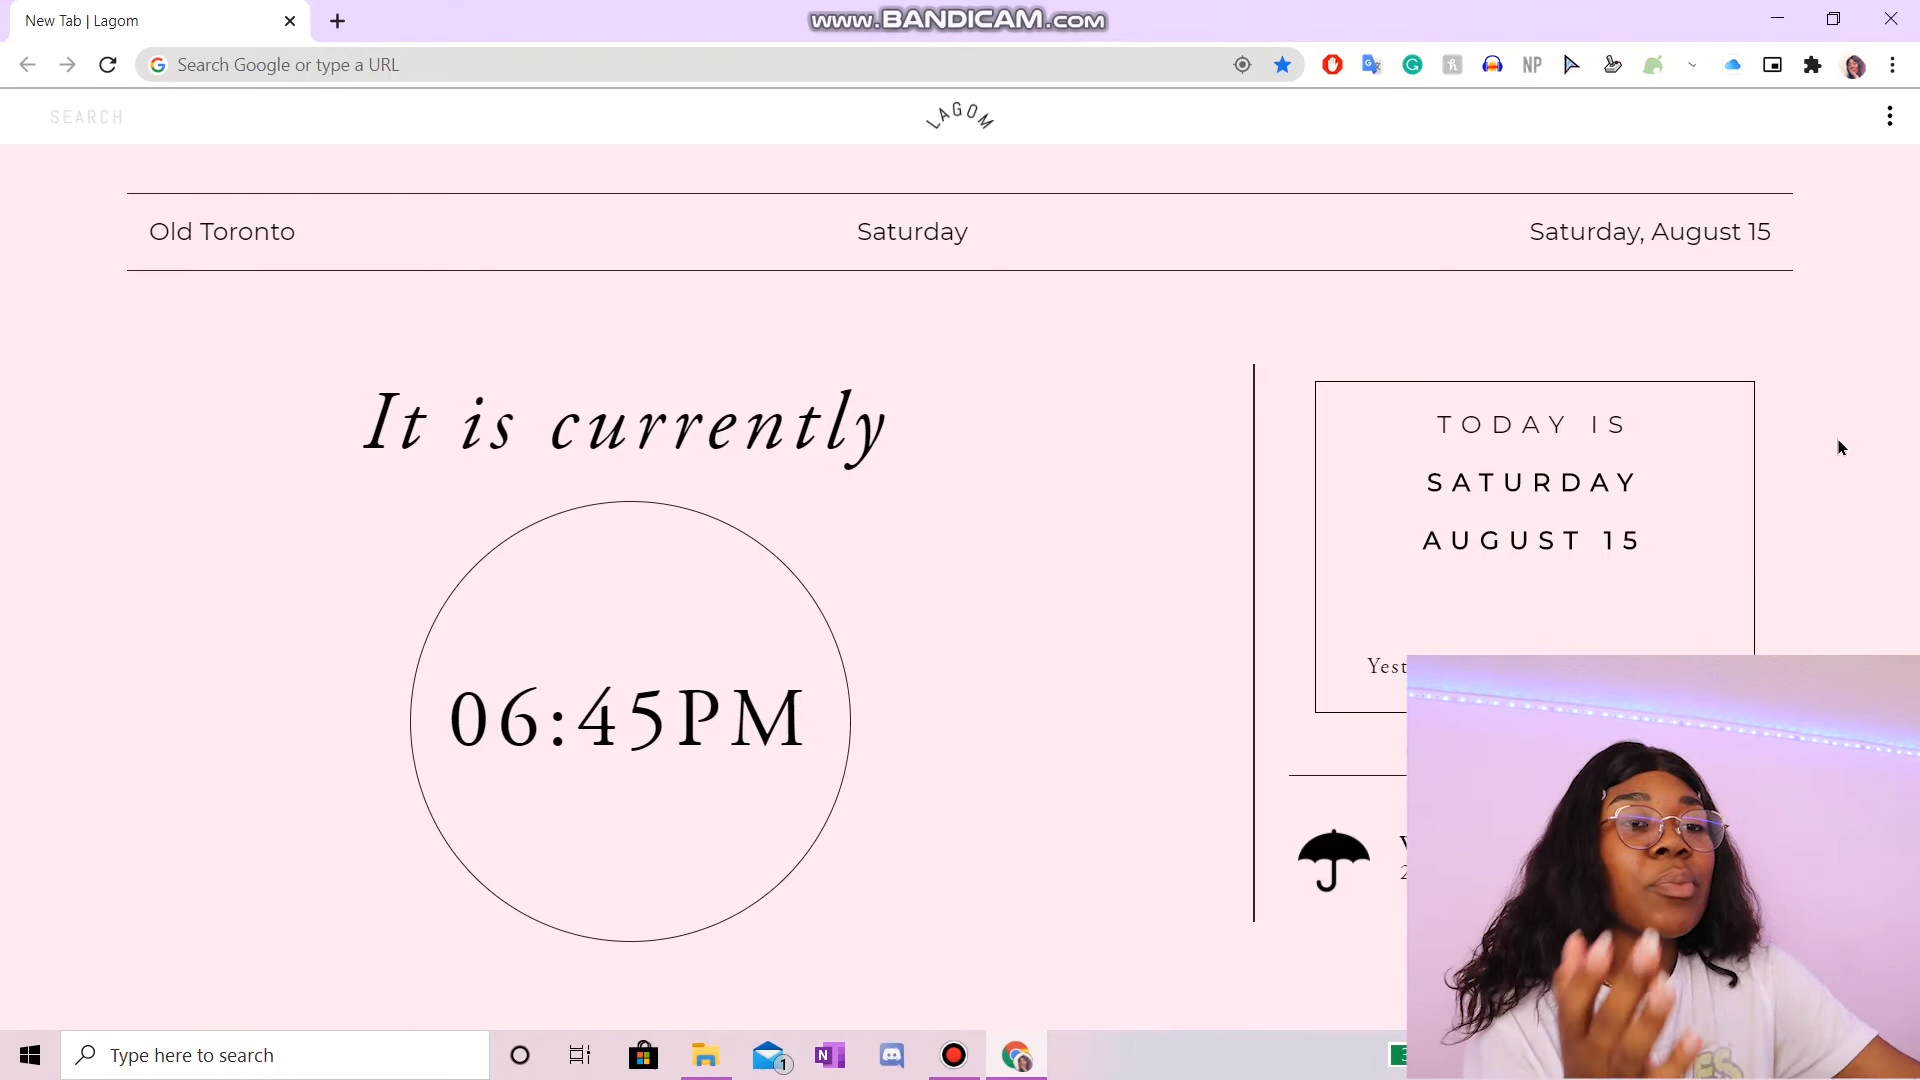 New Tab | Lagom
www.BANDICAM.com
Search Google or type a URL
NP
SEARCH
LAGOM
Old Toronto
Saturday
Saturday, August 15
It is currently
06:45PM
TODAY IS
SATURDAY
AUGUST 15
Yest
Type here to search
1